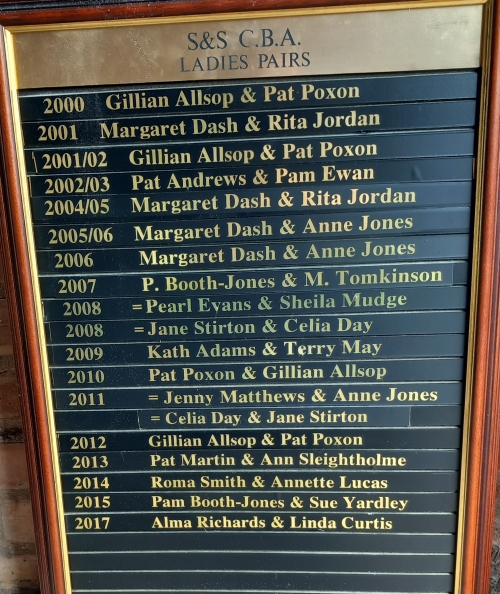 S&S C.B.A.
LADIES PAIRS
2000 Gillian Allsop & Pat Poxon
2001 Margaret Dash & Rita Jordan
2001/02 Gillian Allsop & Pat Poxon
2002/03 Pat Andrews & Pam Ewan
2004/05 Margaret Dash & Rita Jordan
2005/06 Margaret Dash & Anne Jones
2006 Margaret Dash & Anne Jones
2007 P. Booth-Jones & M. Tomkinson
2008 = Pearl Evans & Sheila Mudge
2008 = Jane Stirton & Celia Day
2009 Kath Adams & Terry May
2010 Pat Poxon & Gillian Allsop
2011 = Jenny Matthews & Anne Jones
= Celia Day & Jane Stirton
2012 Gillian Allsop & Pat Poxon
2013 Pat Martin & Ann Sleightholme
2014 Roma Smith & Annette Lucas
2015 Pam Booth-Jones & Sue Yardley
2017 Alma Richards & Linda Curtis